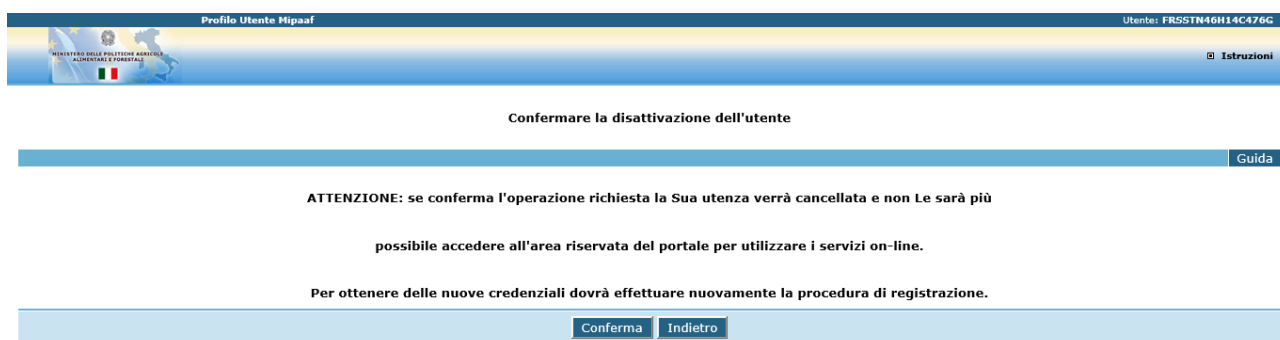 Profilo Utente Mipaaf
Utente: FRSSTN46H14C476G
MINISTERO DELLE POLITICHE AGRICOLE
ALIMENTARI E FORESTALI
Istruzioni
Confermare la disattivazione dell'utente
Guida
ATTENZIONE: se conferma l'operazione richiesta la Sua utenza verrà cancellata e non Le sarà più
possibile accedere all'area riservata del portale per utilizzare i servizi on-line.
Per ottenere delle nuove credenziali dovrà effettuare nuovamente la procedura di registrazione.
Conferma Indietro